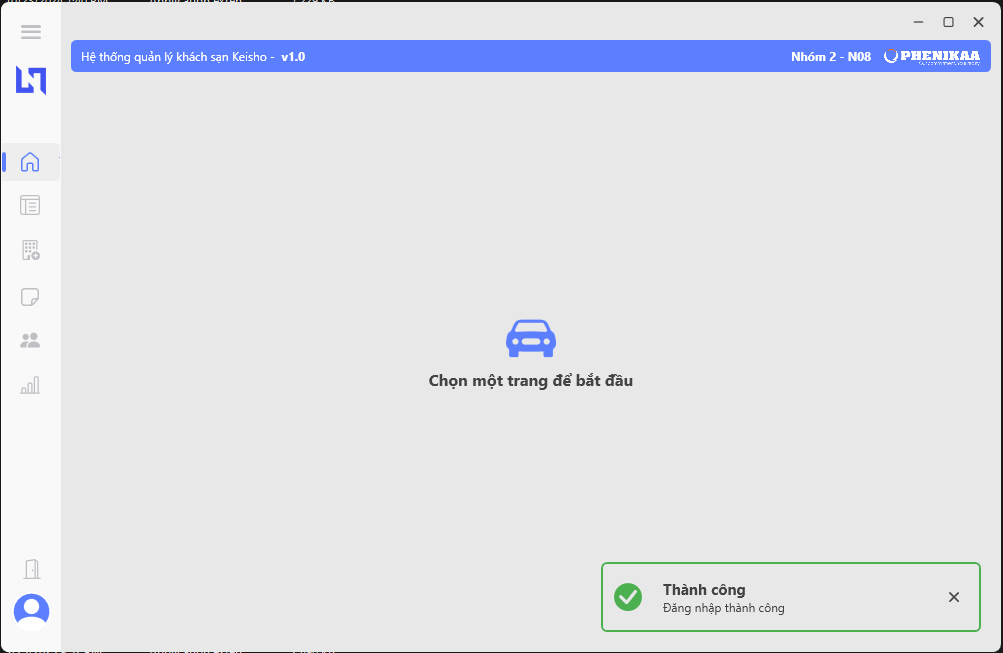 Hệ thống quản lý khách sạn Keisho - v1.0
Nhóm 2 - N08 PHENIKAA
Chọn một trang để bắt đầu
Thành công
Đăng nhập thành công